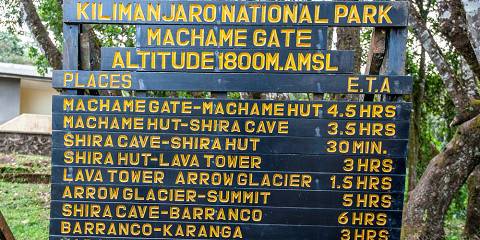 KILIMANJARO NATIONAL PARK
MACHAME GATE
ALTITUDE 1800M.AMSL
PLACES E.T.A
MACHAME GATE-MACHAME HUT 4.5 HRS
MACHAME HUT-SHIRA CAVE 3.5 HRS
SHIRA CAVE-SHIRA HUT 30 MIN.
SHIRA HUT-LAVA TOWER 3 HRS
LAVA TOWER ARROW GLACIER-1.5 HRS
ARROW GLACIER-SUMMIT 5 HRS
SHIRA CAVE-BARRANCO 6 HRS
BARRANCO-KARANGA 3 HRS